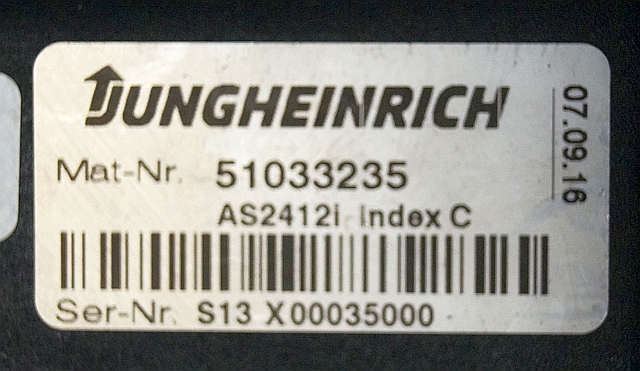 JUNGHEINRICH
Mat-Nr. 51033235
AS2412i index C
Ser-Nr. S13 X00035000
07.09.16